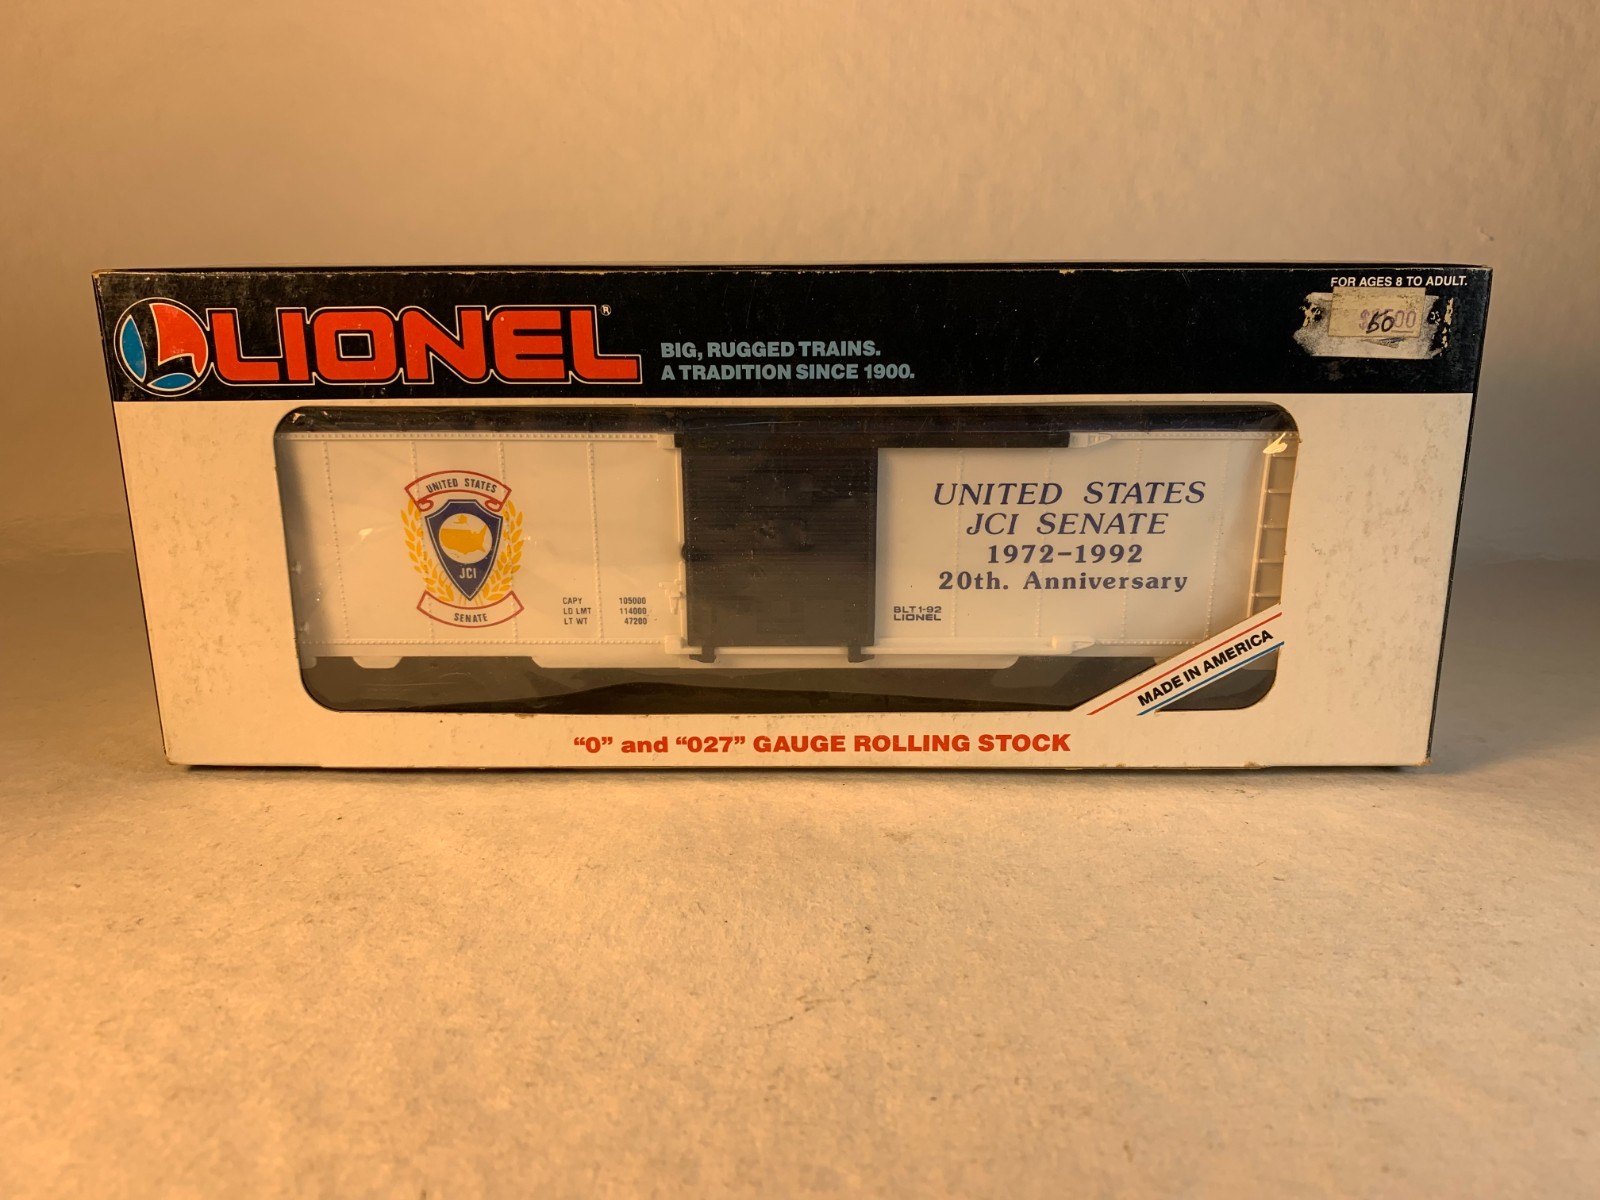 FOR AGES 8 TO ADULT.
LIONEL®
BIG, RUGGED TRAINS.
A TRADITION SINCE 1900.
UNITED STATES
JCI
SENATE
CAPY 105000
LD LMT 114000
LT WT 47200
UNITED STATES
JCI SENATE
1972-1992
20th. Anniversary
BLT 1-92
LIONEL
MADE IN AMERICA
"O" and "027" GAUGE ROLLING STOCK